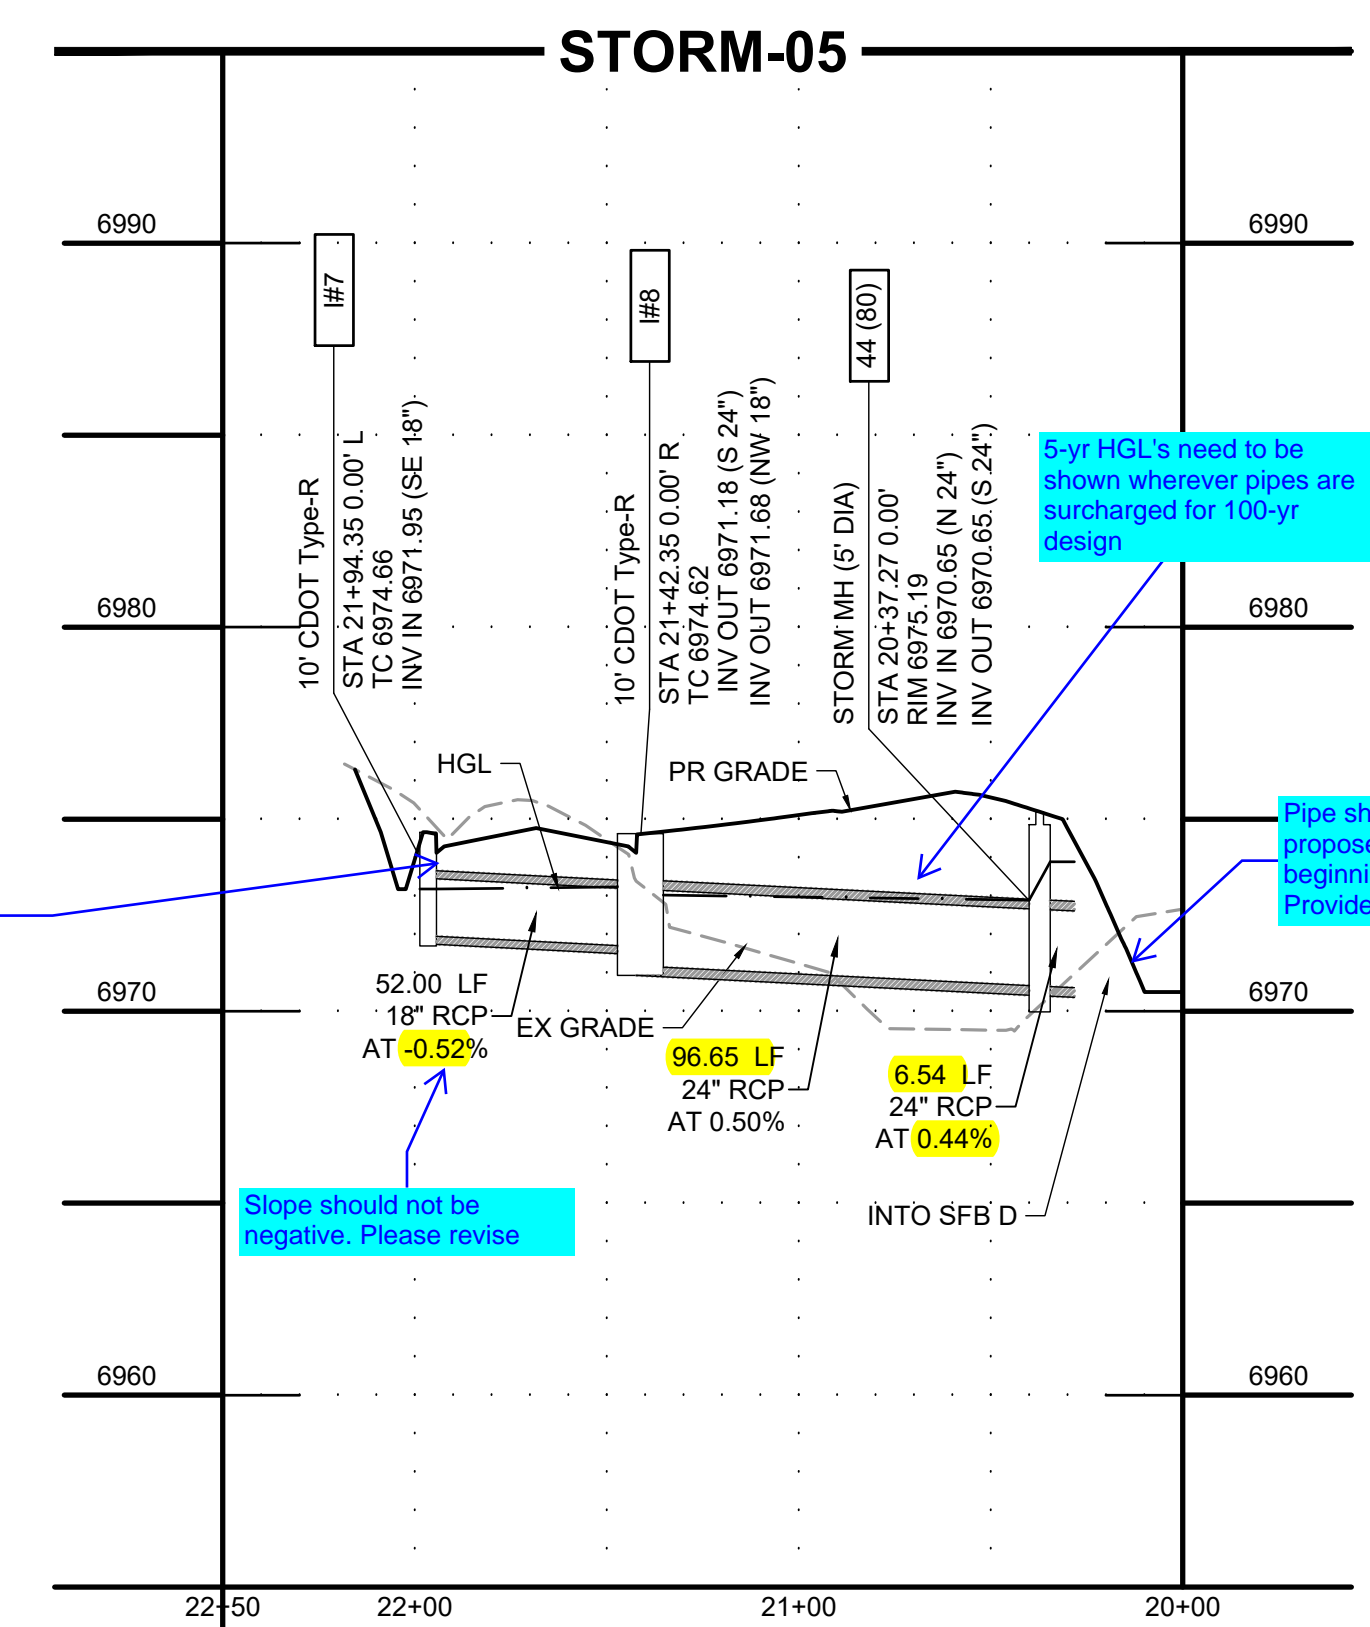 STORM-05
6990
6990
I#7
I#8
44 (80)
10' CDOT Type-R
STA 21+94.35 0.00' L
TC 6974.66
INV IN 6971.95 (SE 18")
10' CDOT Type-R
STA 21+42.35 0.00' R
TC 6974.62
INV OUT 6971.18 (S 24")
INV OUT 6971.68 (NW 18")
STORM MH (5' DIA)
STA 20+37.27 0.00'
RIM 6975.19
INV IN 6970.65 (N 24")
INV OUT 6970.65 (S 24")
5-yr HGL's need to be
shown wherever pipes are
surcharged for 100-yr
design
6980
6980
HGL
PR GRADE
Pipe sh
propose
beginni
Provide
6970
6970
52.00 LF
18" RCP
AT -0.52%
EX GRADE
96.65 LF
24" RCP
AT 0.50%
6.54 LF
24" RCP
AT 0.44%
Slope should not be
negative. Please revise
INTO SFB D
6960
6960
22+50
22+00
21+00
20+00